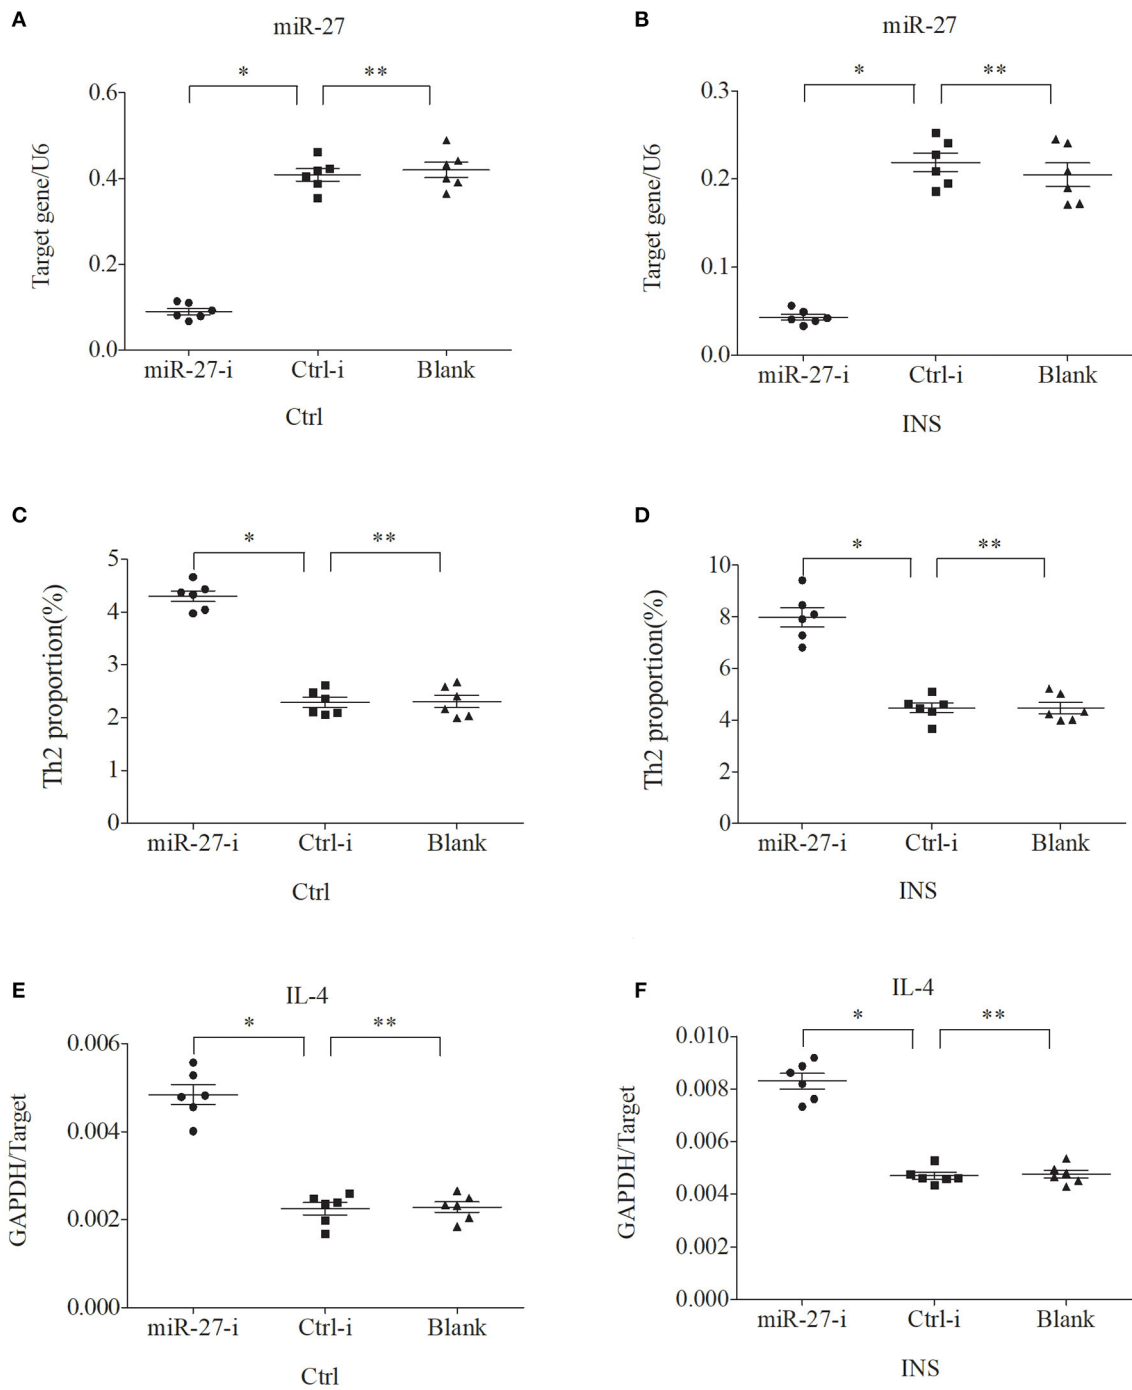 A
miR-27
* **
Target gene/U6
0.6
0.4
0.2
0.0
miR-27-i Ctrl-i Blank
Ctrl
B
miR-27
* **
Target gene/U6
0.3
0.2
0.1
0.0
miR-27-i Ctrl-i Blank
INS
C
* **
Th2 proportion(%)
5
4
3
2
1
0
miR-27-i Ctrl-i Blank
Ctrl
D
* **
Th2 proportion(%)
10
8
6
4
2
0
miR-27-i Ctrl-i Blank
INS
E
IL-4
* **
GAPDH/Target
0.006
0.004
0.002
0.000
miR-27-i Ctrl-i Blank
Ctrl
F
IL-4
* **
GAPDH/Target
0.010
0.008
0.006
0.004
0.002
0.000
miR-27-i Ctrl-i Blank
INS